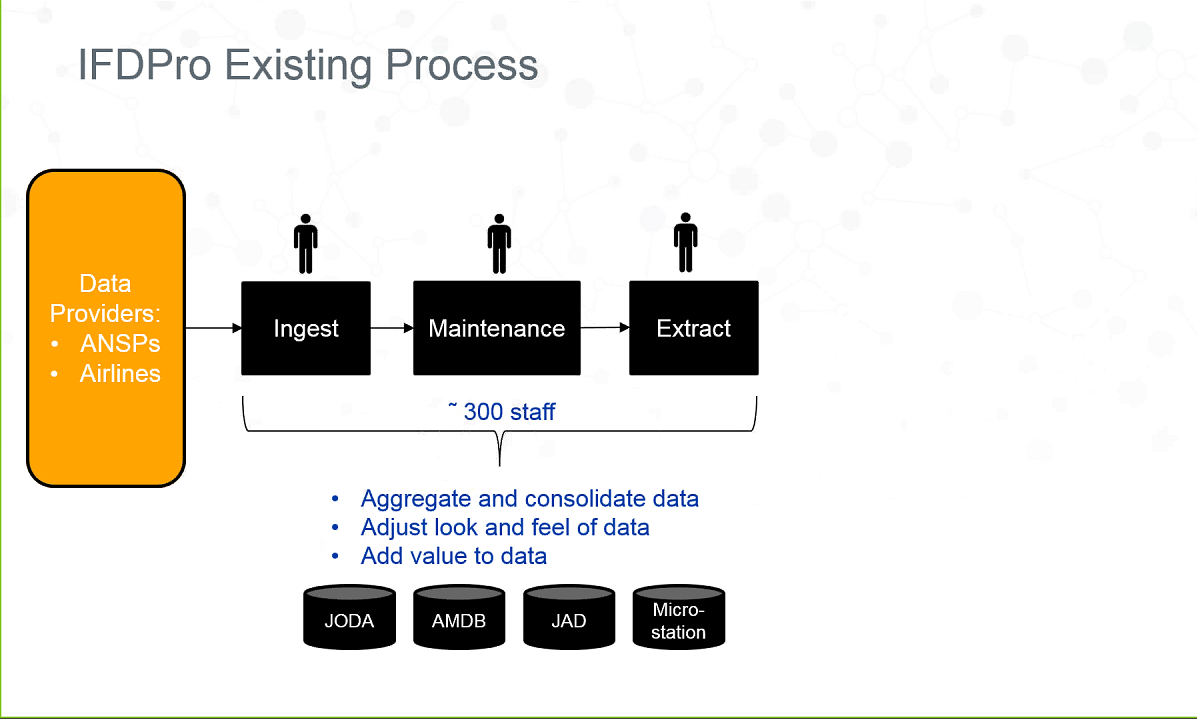 IFDPro Existing Process
Data
Providers:
• ANSPs
• Airlines
Ingest
Maintenance
Extract
˜ 300 staff
• Aggregate and consolidate data
• Adjust look and feel of data
• Add value to data
JODA
AMDB
JAD
Micro-
station